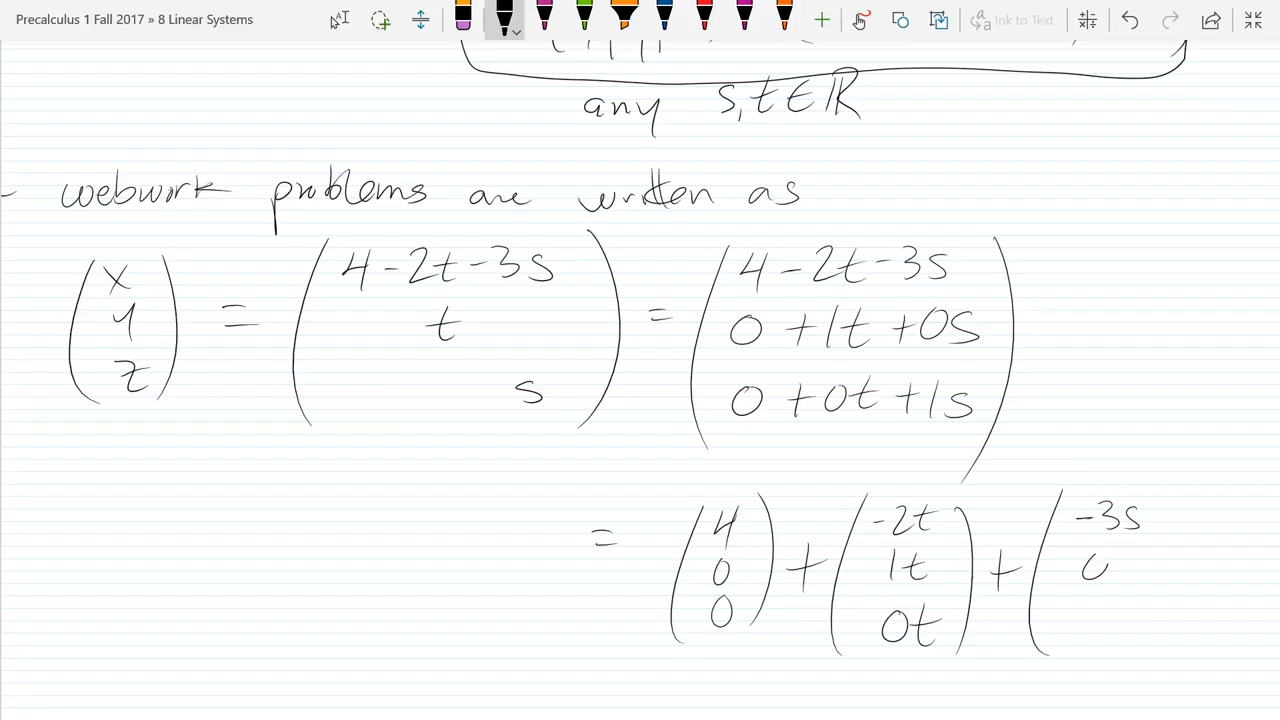 Precalculus 1 Fall 2017 » 8 Linear Systems
Ink to Text
any s,t∈ℝ
- webwork problems are written as
(x y z) = (4-2t-3s t s) = (4-2t-3s 0+1t+0s 0+0t+1s)
= (4 0 0) + (-2t 1t 0t) + (-3s 0